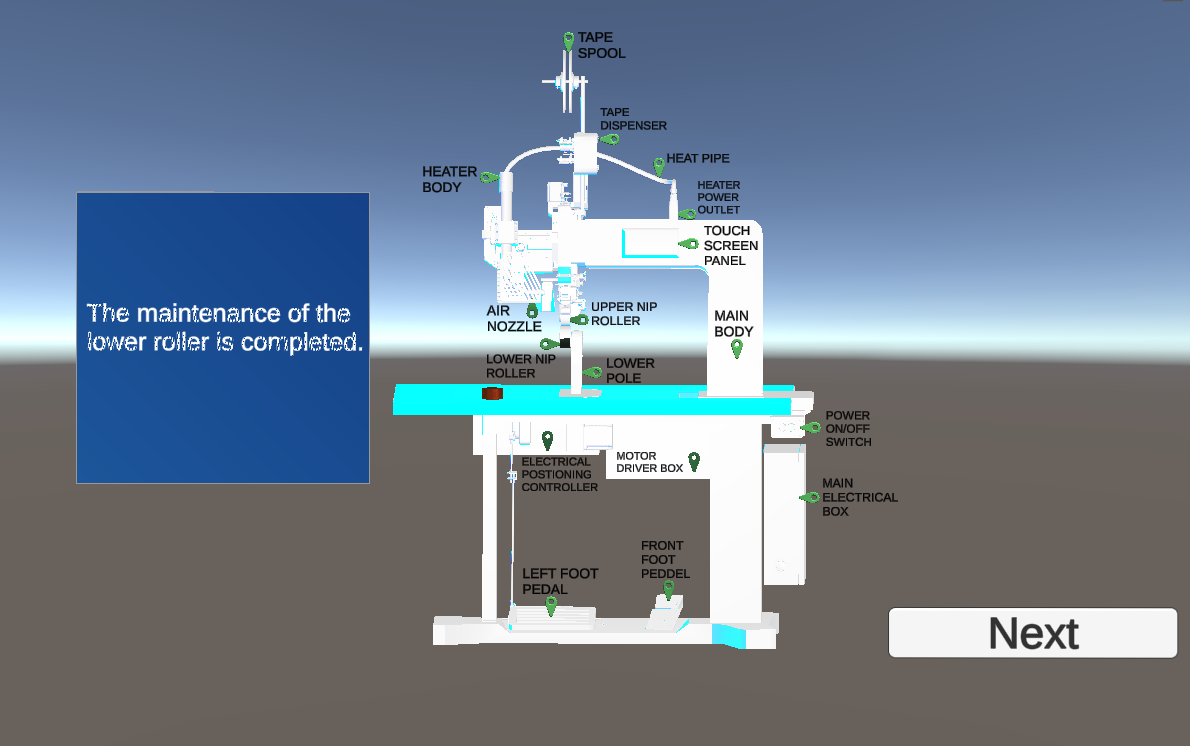 TAPE
SPOOL
TAPE
DISPENSER
HEAT PIPE
HEATER
BODY
HEATER
POWER
OUTLET
TOUCH
SCREEN
PANEL
The maintenance of the
lower roller is completed.
AIR
NOZZLE
UPPER NIP
ROLLER
MAIN
BODY
LOWER NIP
ROLLER
LOWER
POLE
POWER
ON/OFF
SWITCH
ELECTRICAL
POSTIONING
CONTROLLER
MOTOR
DRIVER BOX
MAIN
ELECTRICAL
BOX
FRONT
FOOT
PEDDEL
LEFT FOOT
PEDAL
Next